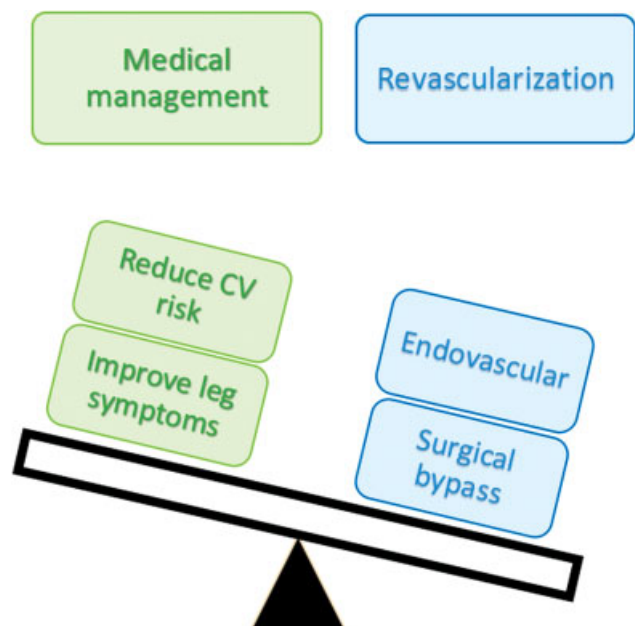 Medical
management
Revascularization
Reduce CV
risk
Improve leg
symptoms
Endovascular
Surgical
bypass